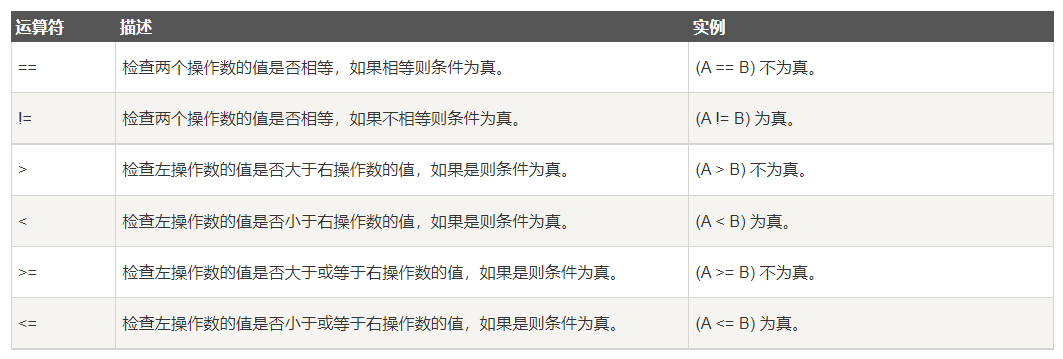 运算符 描述 实例
== 检查两个操作数的值是否相等，如果相等则条件为真。 (A == B) 不为真。
!= 检查两个操作数的值是否相等，如果不相等则条件为真。 (A != B) 为真。
> 检查左操作数的值是否大于右操作数的值，如果是则条件为真。 (A > B) 不为真。
< 检查左操作数的值是否小于右操作数的值，如果是则条件为真。 (A < B) 为真。
>= 检查左操作数的值是否大于或等于右操作数的值，如果是则条件为真。 (A >= B) 不为真。
<= 检查左操作数的值是否小于或等于右操作数的值，如果是则条件为真。 (A <= B) 为真。